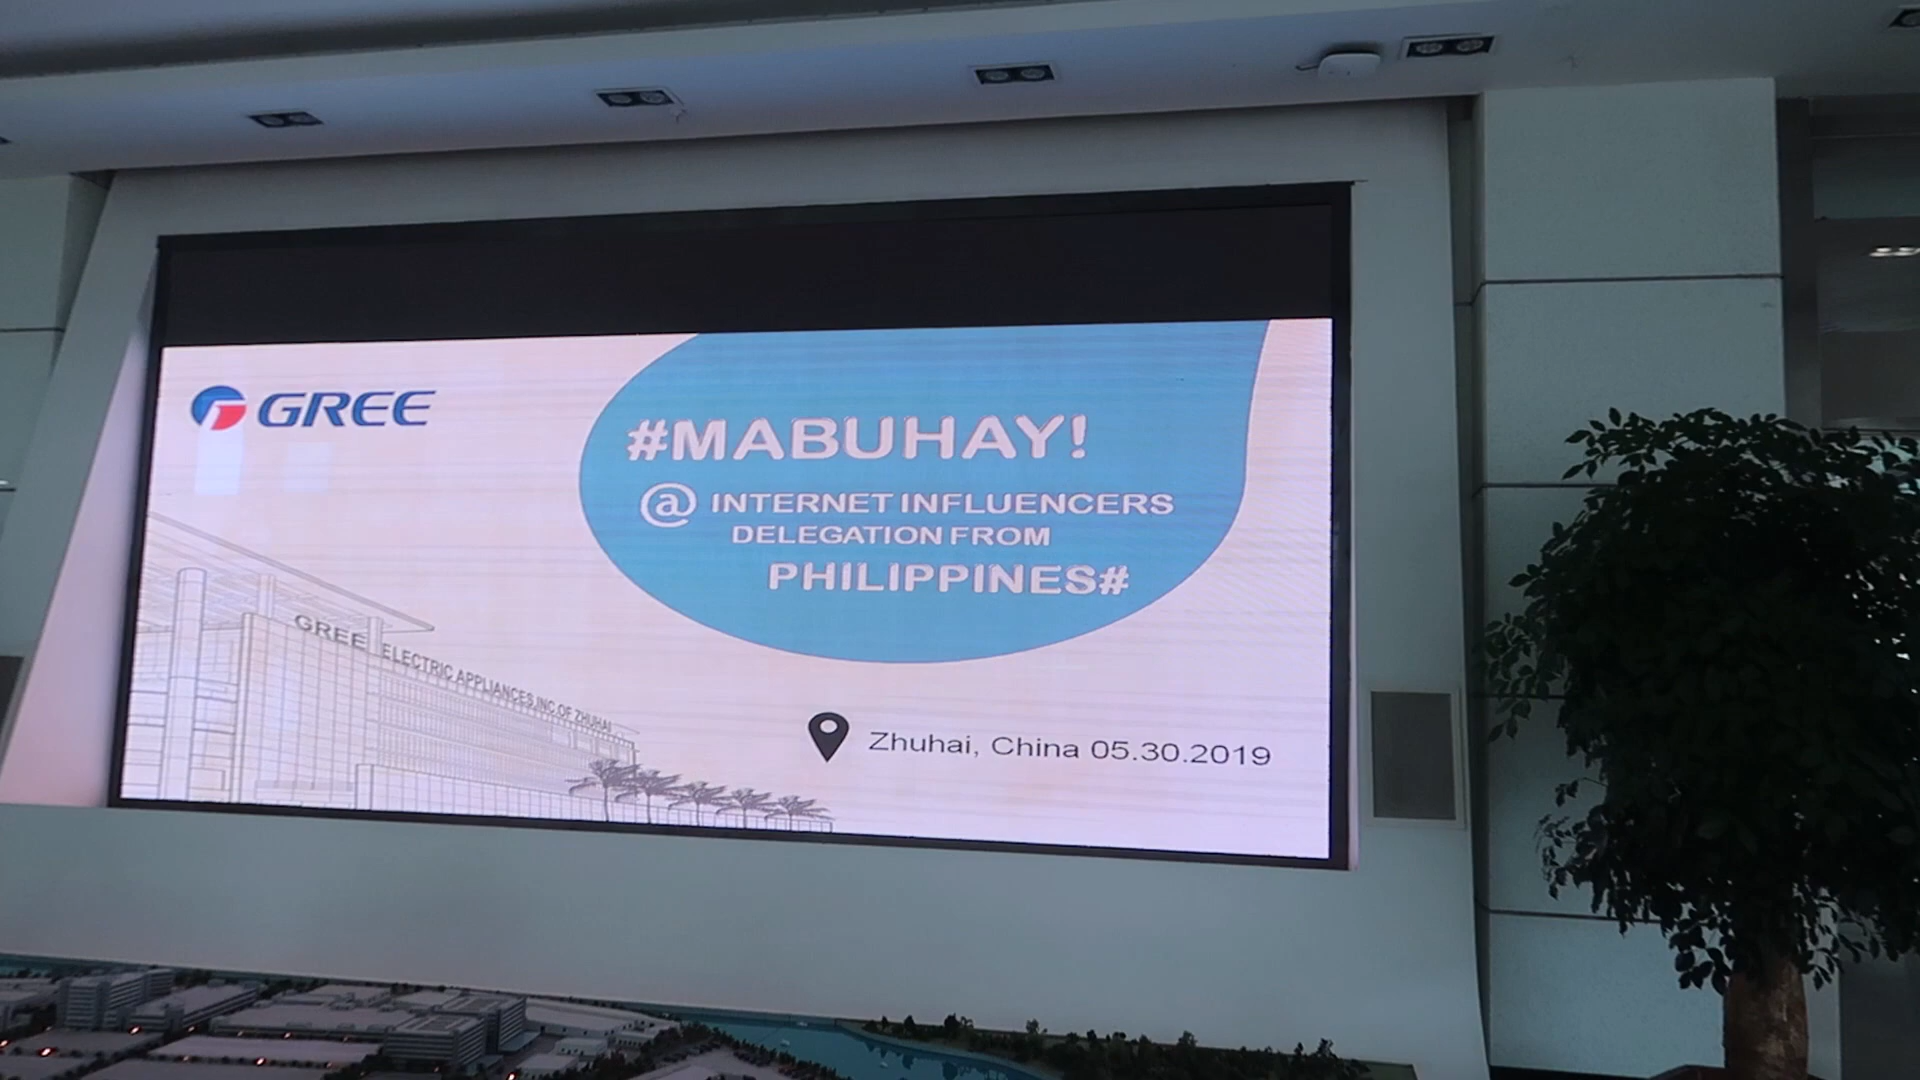 GREE
#MABUHAY!
@ INTERNET INFLUENCERS
DELEGATION FROM
PHILIPPINES#
GREE ELECTRIC APPLIANCES,INC.OF ZHUHAI
Zhuhai, China 05.30.2019